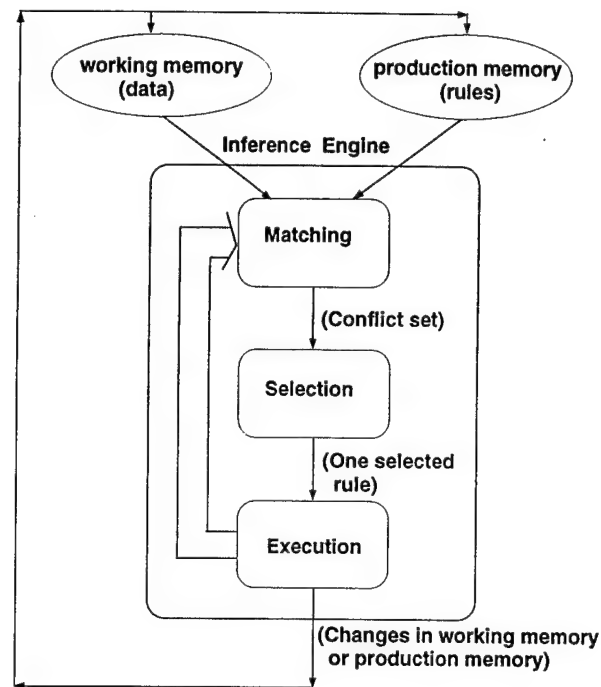 working memory
(data)
production memory
(rules)
Inference Engine
Matching
(Conflict set)
Selection
(One selected
rule)
Execution
(Changes in working memory
or production memory)